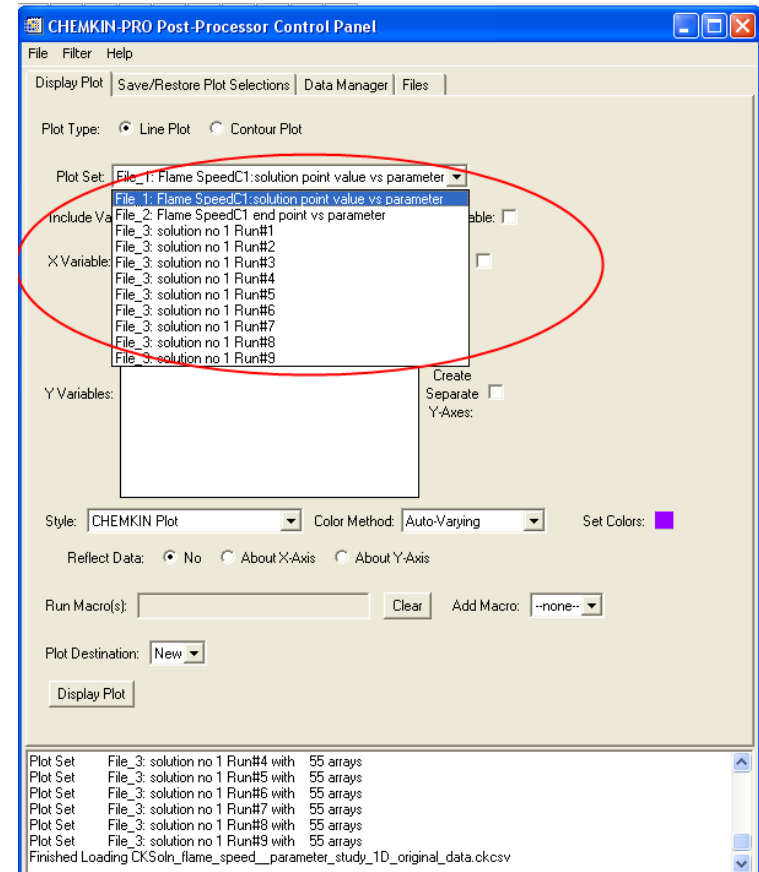 CHEMKIN-PRO Post-Processor Control Panel
File Filter Help
Display Plot Save/Restore Plot Selections Data Manager Files
Plot Type: Line Plot Contour Plot
Plot Set: File_1: Flame SpeedC1:solution point value vs parameter
File_1: Flame SpeedC1:solution point value vs parameter
Include Va File_2: Flame SpeedC1 end point vs parameter able:
File_3: solution no 1 Run#1
File_3: solution no 1 Run#2
X Variable: File_3: solution no 1 Run#3
File_3: solution no 1 Run#4
File_3: solution no 1 Run#5
File_3: solution no 1 Run#6
File_3: solution no 1 Run#7
File_3: solution no 1 Run#8
File_3: solution no 1 Run#9
Y Variables:
Create
Separate
Y-Axes:
Style: CHEMKIN Plot Color Method: Auto-Varying Set Colors:
Reflect Data: No About X-Axis About Y-Axis
Run Macro(s): Clear Add Macro: --none--
Plot Destination: New
Display Plot
Plot Set File_3: solution no 1 Run#4 with 55 arrays
Plot Set File_3: solution no 1 Run#5 with 55 arrays
Plot Set File_3: solution no 1 Run#6 with 55 arrays
Plot Set File_3: solution no 1 Run#7 with 55 arrays
Plot Set File_3: solution no 1 Run#8 with 55 arrays
Plot Set File_3: solution no 1 Run#9 with 55 arrays
Finished Loading CKSoln_flame_speed__parameter_study_1D_original_data.ckcsv